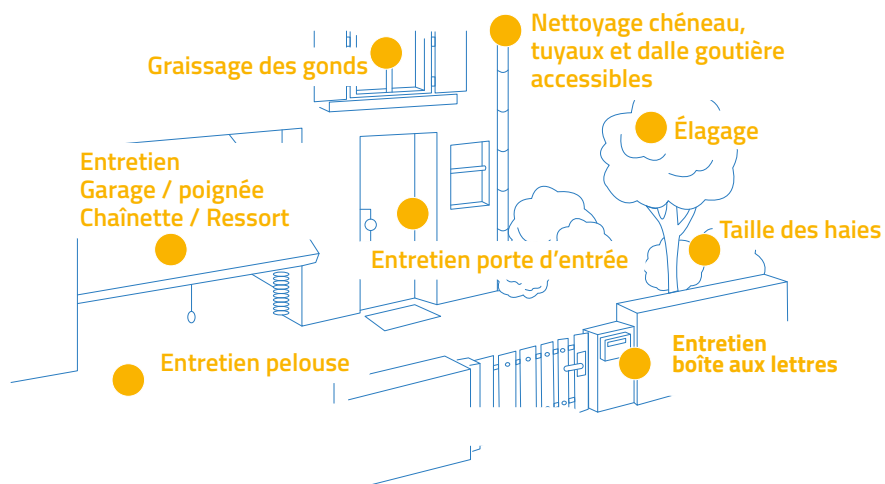 Nettoyage chéneau,
tuyaux et dalle goutière
accessibles
Graissage des gonds
Élagage
Entretien
Garage / poignée
Chaînette / Ressort
Taille des haies
Entretien porte d'entrée
Entretien pelouse
Entretien
boîte aux lettres